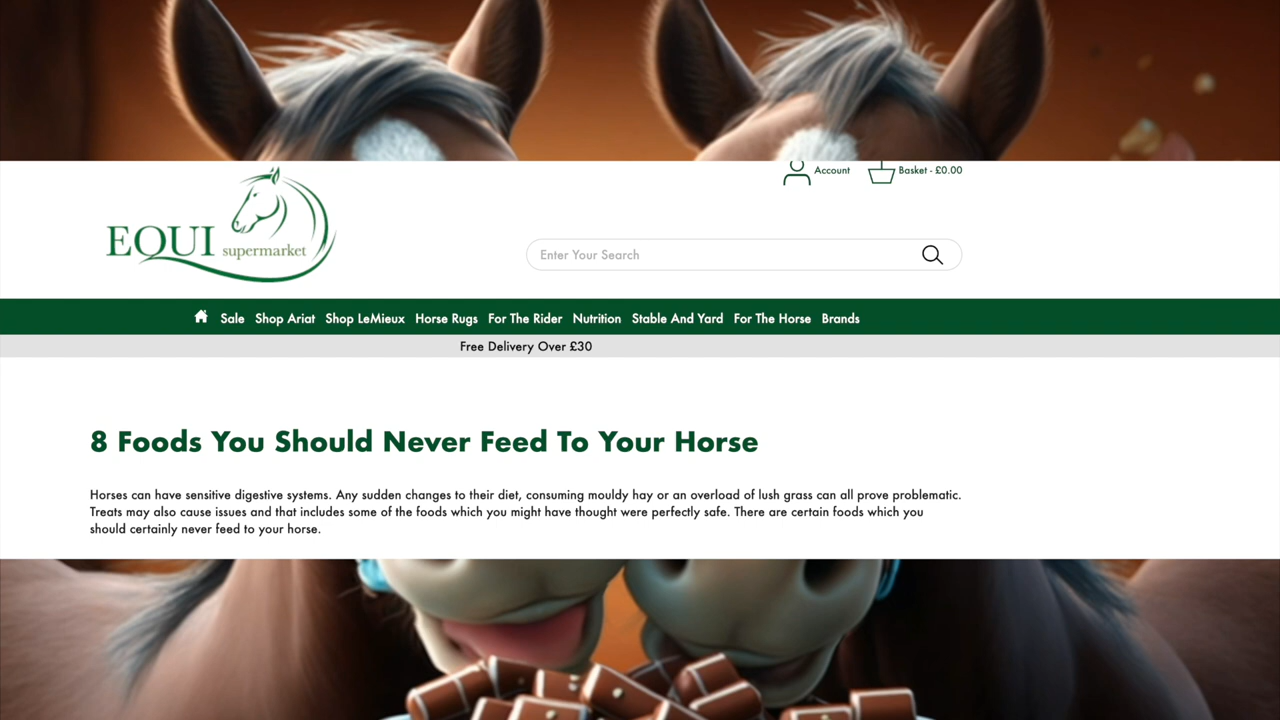 Account
Basket - £0.00
EQUI supermarket
Enter Your Search
Sale Shop Ariat Shop LeMieux Horse Rugs For The Rider Nutrition Stable And Yard For The Horse Brands
Free Delivery Over £30
8 Foods You Should Never Feed To Your Horse
Horses can have sensitive digestive systems. Any sudden changes to their diet, consuming mouldy hay or an overload of lush grass can all prove problematic.
Treats may also cause issues and that includes some of the foods which you might have thought were perfectly safe. There are certain foods which you
should certainly never feed to your horse.